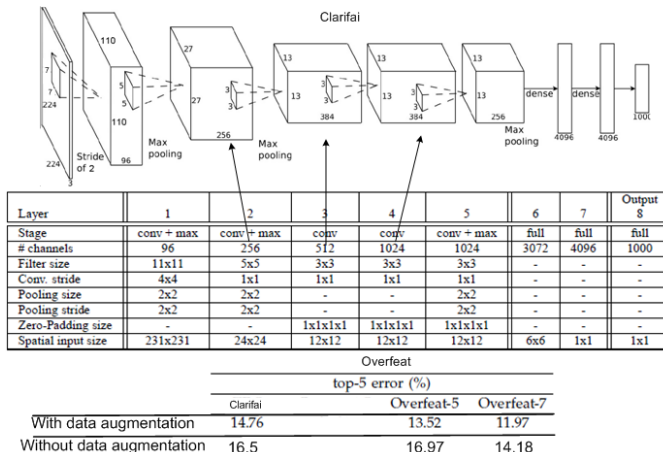 Clarifai
110
27
13
13
13
7
7
5
5
3
3
3
3
3
3
224
110
27
13
13
13
dense
dense
1000
384
384
256
4096
4096
Max
pooling
256
Max
pooling
Max
pooling
224
Stride
of 2
96
3
Layer 1 2 3 4 5 6 7 Output 8
Stage conv + max conv + max conv conv conv + max full full full
# channels 96 256 512 1024 1024 3072 4096 1000
Filter size 11x11 5x5 3x3 3x3 3x3 - - -
Conv. stride 4x4 1x1 1x1 1x1 1x1 - - -
Pooling size 2x2 2x2 - - 2x2 - - -
Pooling stride 2x2 2x2 - - 2x2 - - -
Zero-Padding size - - 1x1x1x1 1x1x1x1 1x1x1x1 - - -
Spatial input size 231x231 24x24 12x12 12x12 12x12 6x6 1x1 1x1
Overfeat
top-5 error (%)
Clarifai Overfeat-5 Overfeat-7
With data augmentation 14.76 13.52 11.97
Without data augmentation 16.5 16.97 14.18